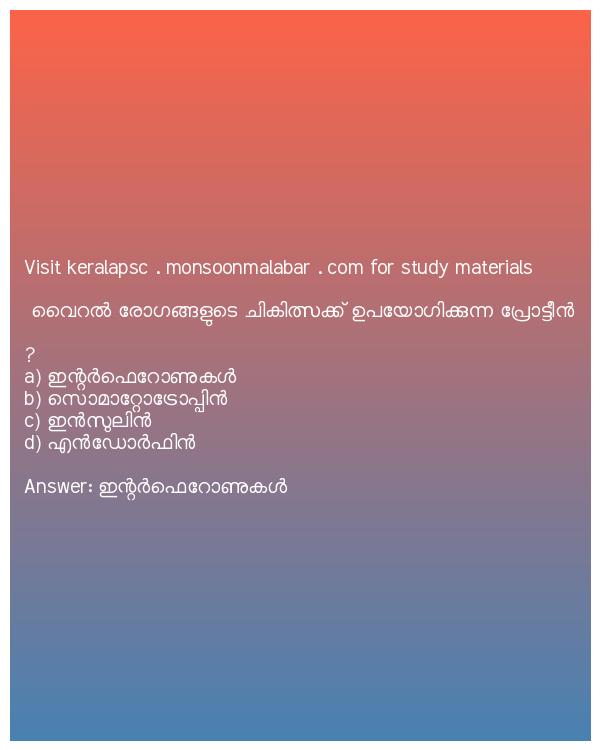 Visit keralapsc . monsoonmalabar . com for study materials
വൈറൽ രോഗങ്ങളുടെ ചികിത്സക്ക് ഉപയോഗിക്കുന്ന പ്രോട്ടീൻ
?
a) ഇന്റർഫെറോണുകൾ
b) സൊമാറ്റോട്രോപ്പിൻ
c) ഇൻസുലിൻ
d) എൻഡോർഫിൻ
Answer: ഇന്റർഫെറോണുകൾ